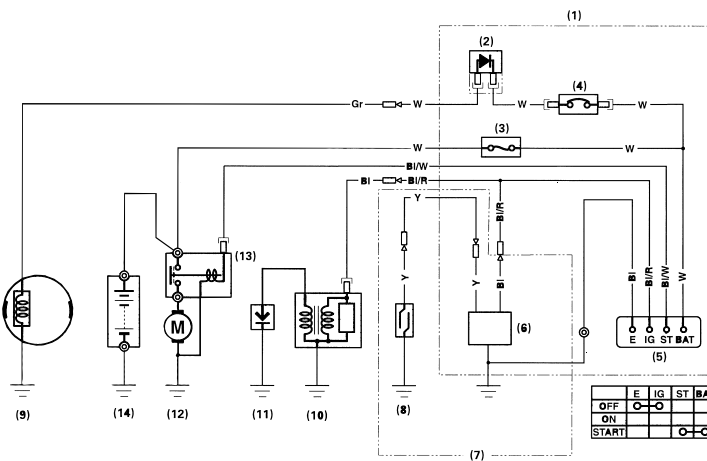 (1)
(2)
(4)
Gr
W
W
W
(3)
W
W
Bl/W
Bl
Bl/R
Y
Bl/R
(13)
Y
Y
Bl
Bl
Bl/R
Bl/W
W
M
(6)
E IG ST BAT
(5)
(9)
(14)
(12)
(11)
(10)
(8)
(7)
E IG ST BA
OFF
ON
START